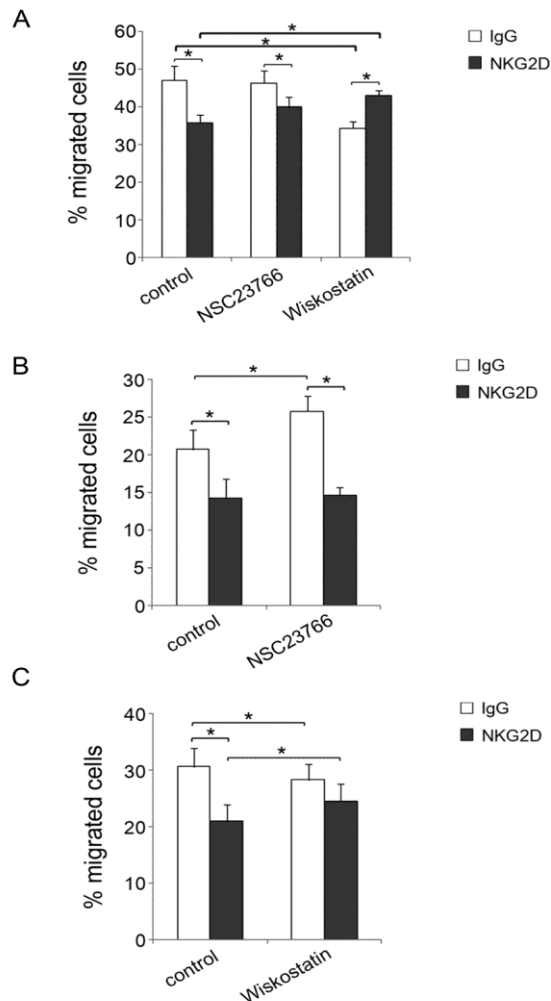 A
IgG
NKG2D
% migrated cells
60
50
40
30
20
10
0
*
*
*
*
*
control
NSC23766
Wiskostatin
B
IgG
NKG2D
% migrated cells
30
25
20
15
10
5
0
*
*
*
control
NSC23766
C
IgG
NKG2D
% migrated cells
40
30
20
10
0
*
*
*
control
Wiskostatin